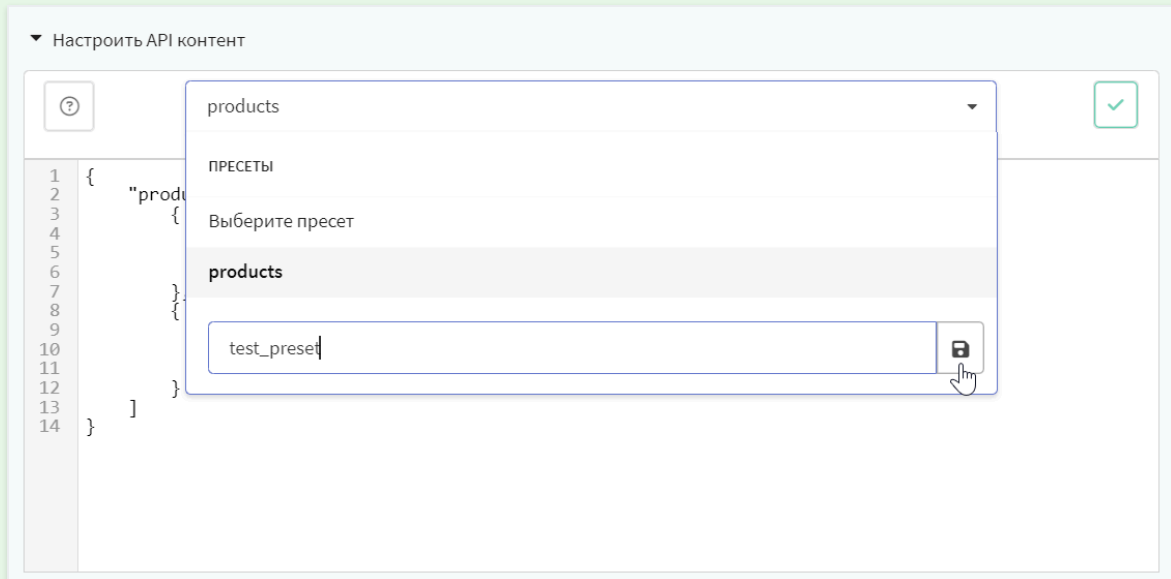 Настроить API контент
?
products
ПРЕСЕТЫ
Выберите пресет
products
test_preset
1 {
2 "produ
3 {
4
5
6
7 },
8 {
9
10
11
12 }
13 ]
14 }